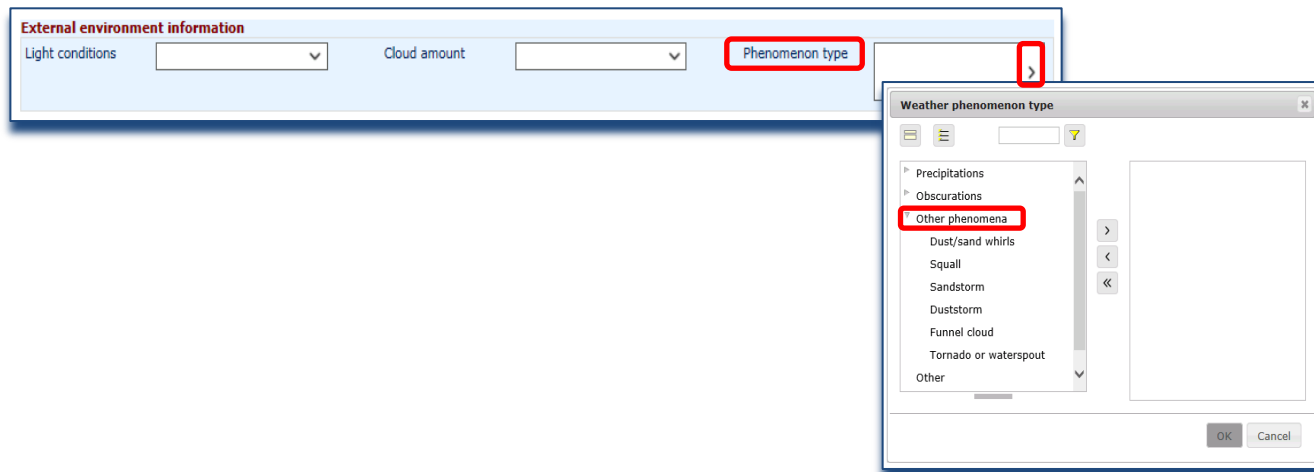 External environment information
Light conditions Cloud amount Phenomenon type
Weather phenomenon type
Precipitations
Obscurations
Other phenomena
Dust/sand whirls
Squall
Sandstorm
Duststorm
Funnel cloud
Tornado or waterspout
Other
OK Cancel